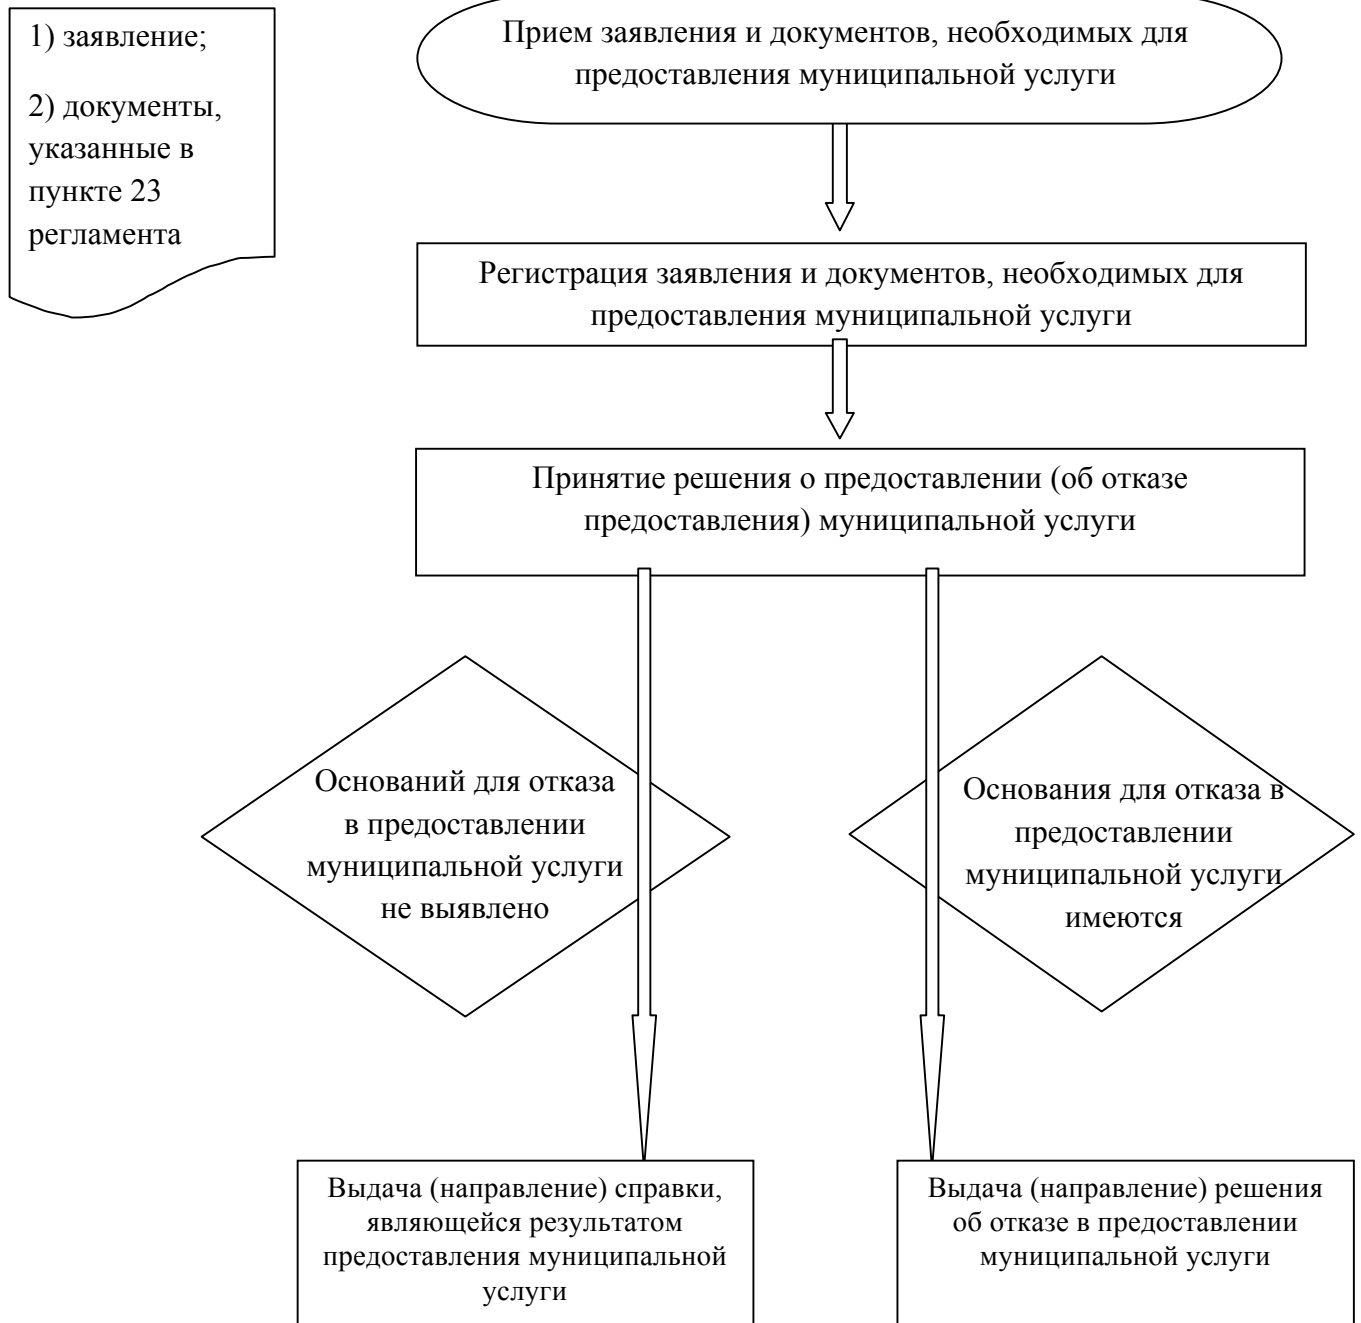 1) заявление;
2) документы,
указанные в
пункте 23
регламента
Прием заявления и документов, необходимых для
предоставления муниципальной услуги
Регистрация заявления и документов, необходимых для
предоставления муниципальной услуги
Принятие решения о предоставлении (об отказе
предоставления) муниципальной услуги
Оснований для отказа
в предоставлении
муниципальной услуги
не выявлено
Основания для отказа в
предоставлении
муниципальной услуги
имеются
Выдача (направление) справки,
являющейся результатом
предоставления муниципальной
услуги
Выдача (направление) решения
об отказе в предоставлении
муниципальной услуги